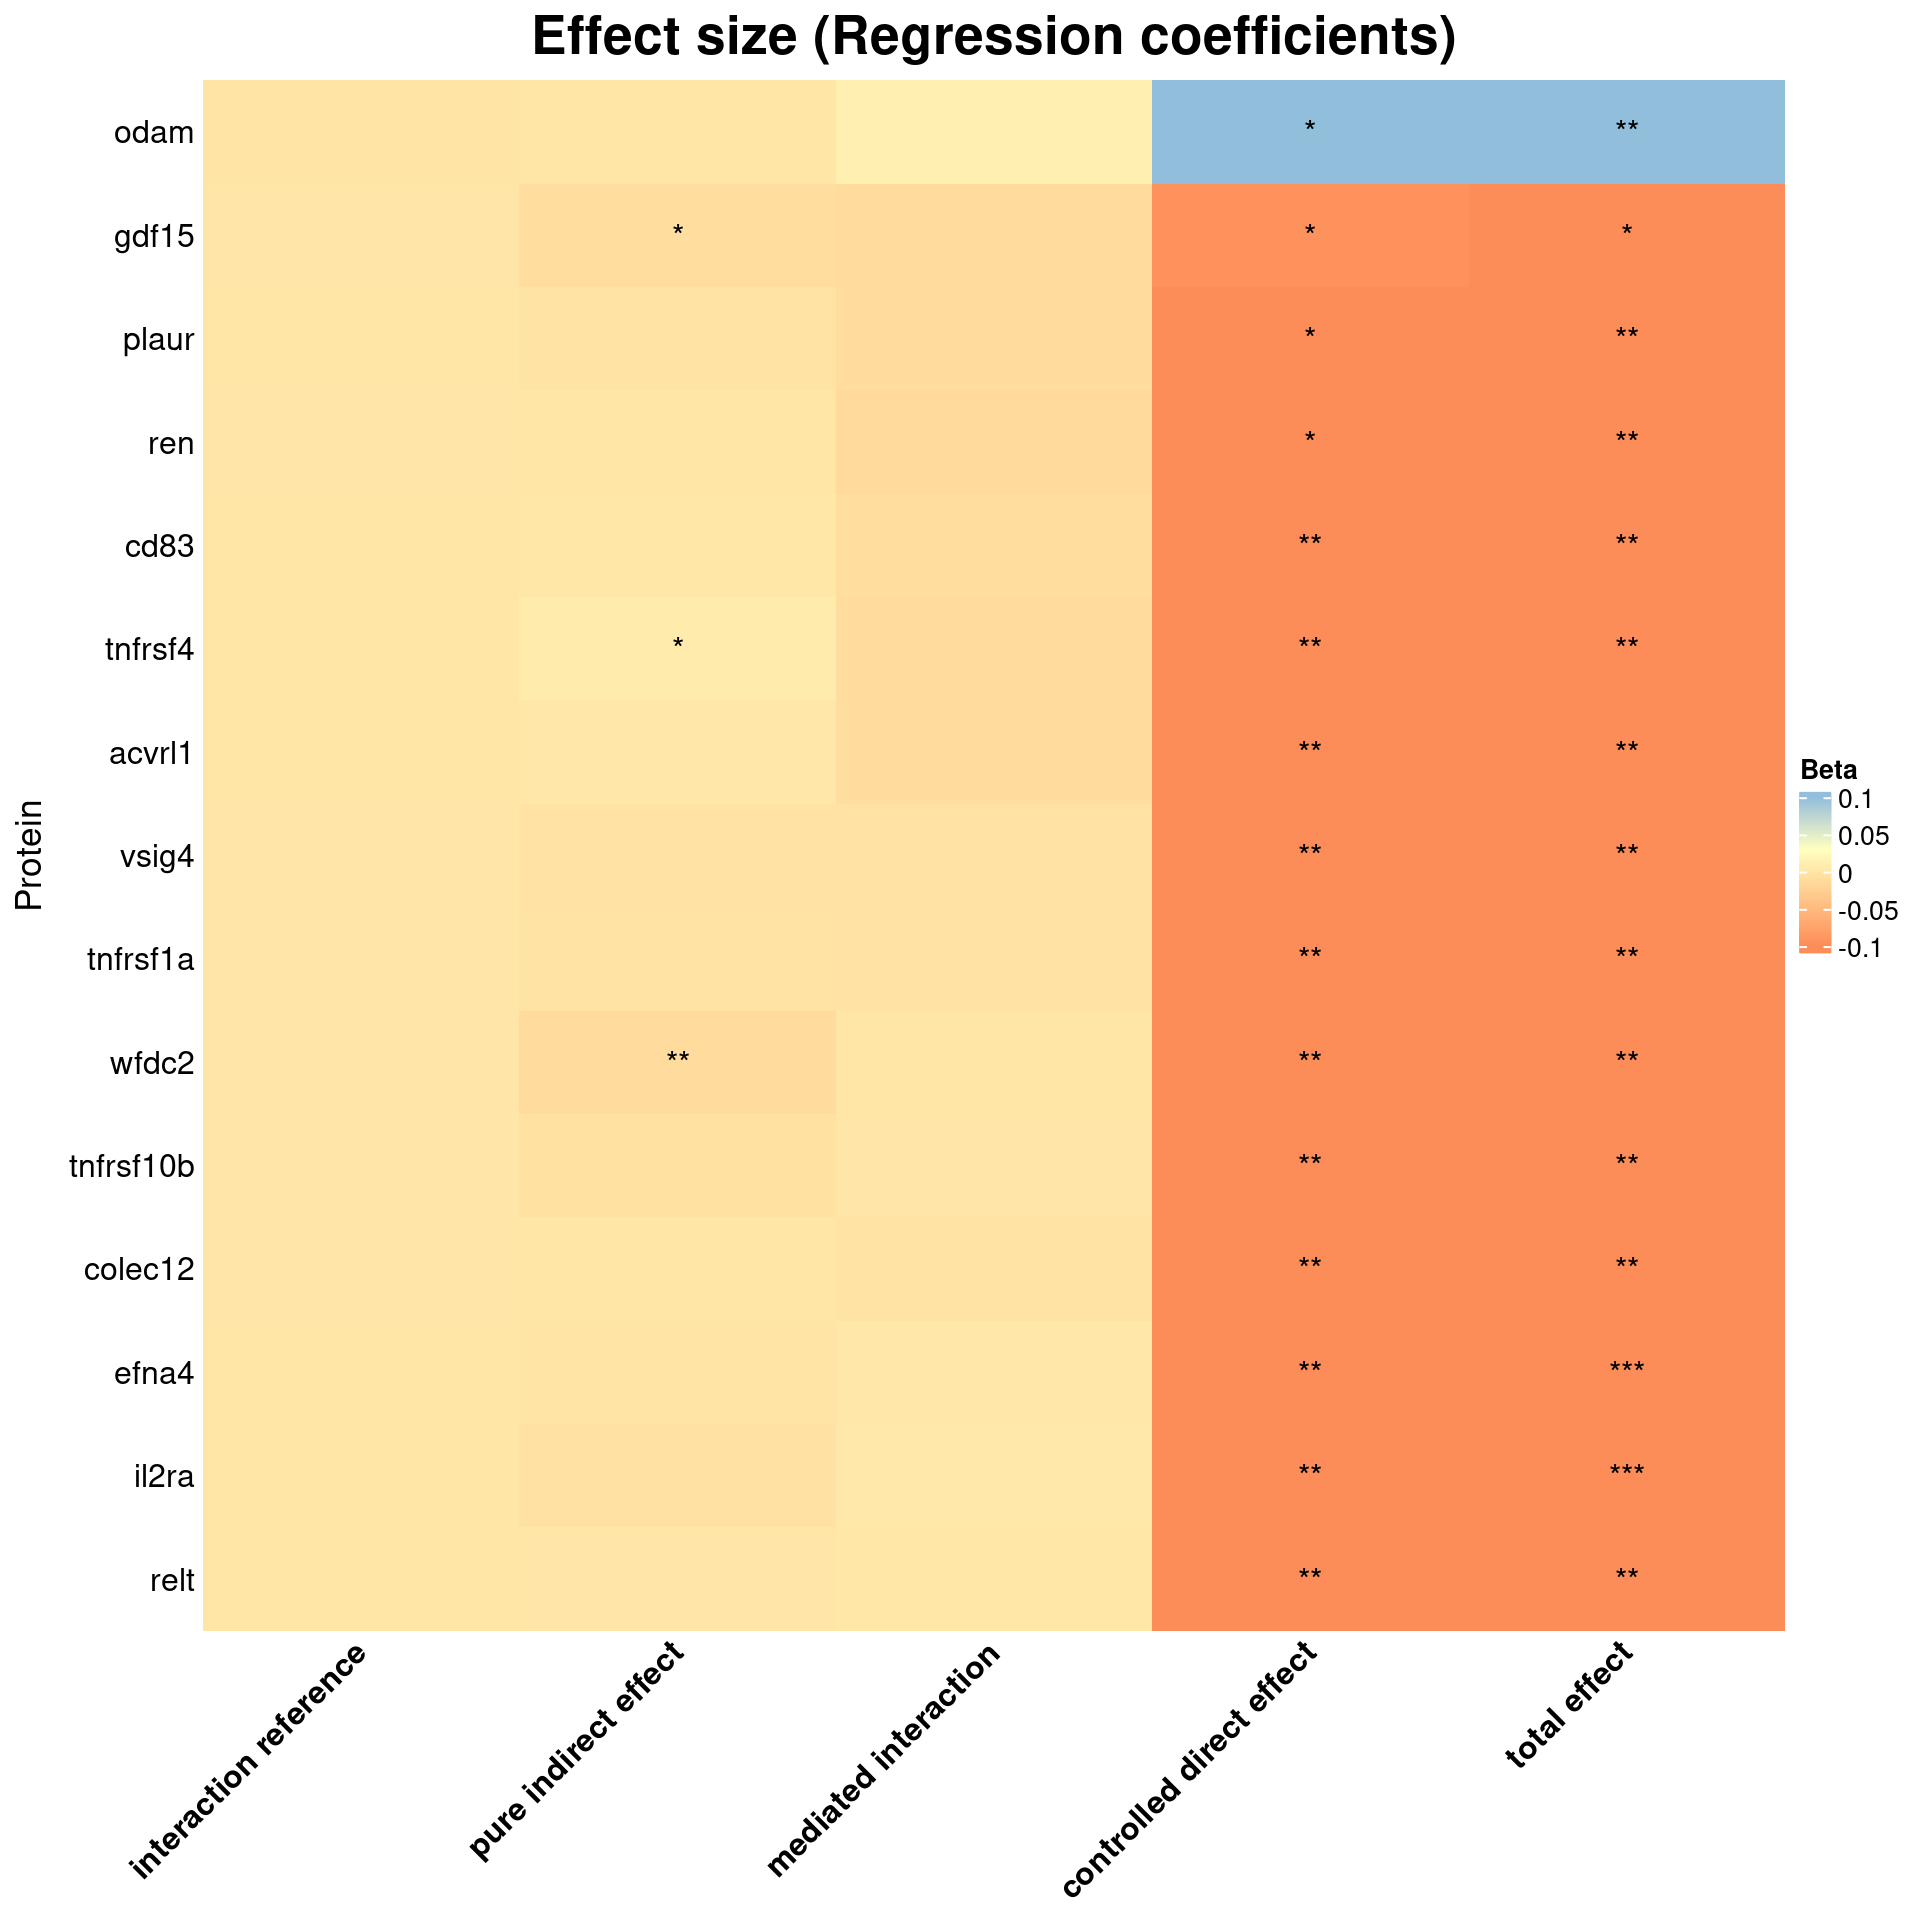 Effect size (Regression coefficients)
odam * **
gdf15 * * *
plaur * **
ren * **
cd83 ** **
tnfrsf4 * ** **
acvrl1 ** **
vsig4 ** **
tnfrsf1a ** **
wfdc2 ** ** **
tnfrsf10b ** **
colec12 ** **
efna4 ** ***
il2ra ** ***
relt ** **
Protein
interaction reference
pure indirect effect
mediated interaction
controlled direct effect
total effect
Beta
0.1
0.05
0
-0.05
-0.1